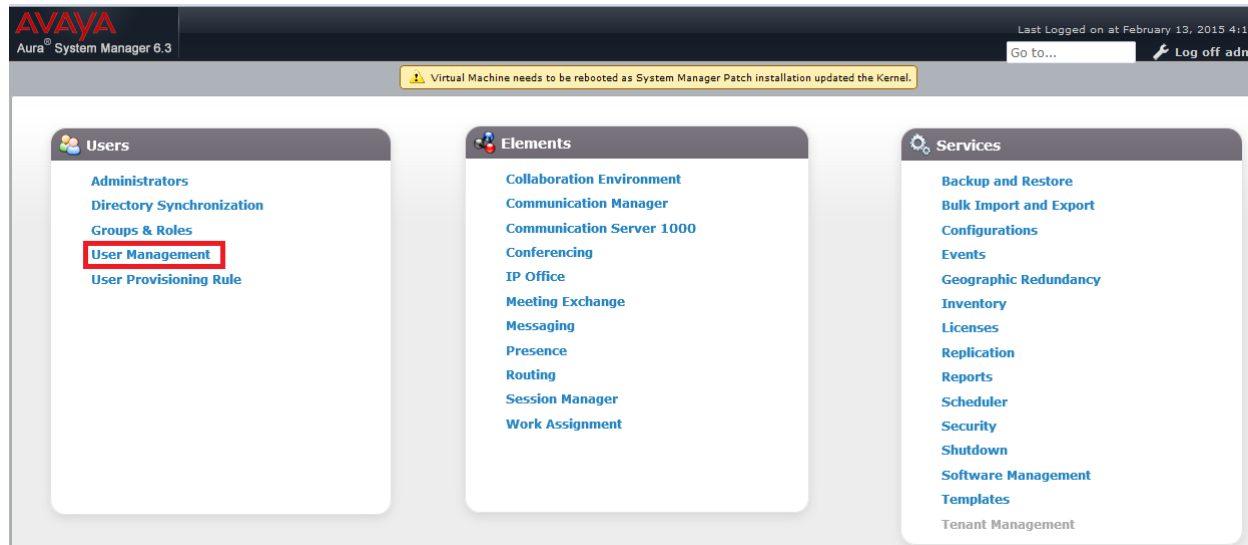 AVAYA
Aura® System Manager 6.3
Last Logged on at February 13, 2015 4:1
Go to...
Log off adm
Virtual Machine needs to be rebooted as System Manager Patch installation updated the Kernel.
Users
Administrators
Directory Synchronization
Groups & Roles
User Management
User Provisioning Rule
Elements
Collaboration Environment
Communication Manager
Communication Server 1000
Conferencing
IP Office
Meeting Exchange
Messaging
Presence
Routing
Session Manager
Work Assignment
Services
Backup and Restore
Bulk Import and Export
Configurations
Events
Geographic Redundancy
Inventory
Licenses
Replication
Reports
Scheduler
Security
Shutdown
Software Management
Templates
Tenant Management